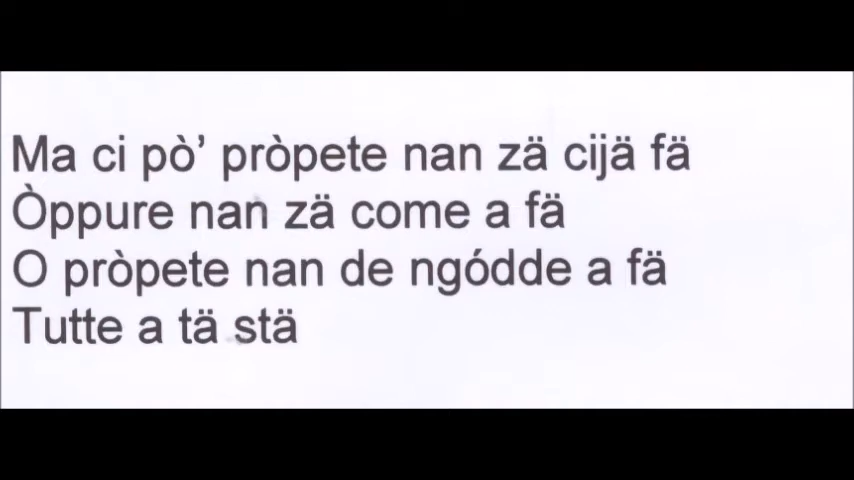 Ma ci pò’ pròpete nan zä cijä fä
Òppure nan zä come a fä
O pròpete nan de ngódde a fä
Tutte a tä stä